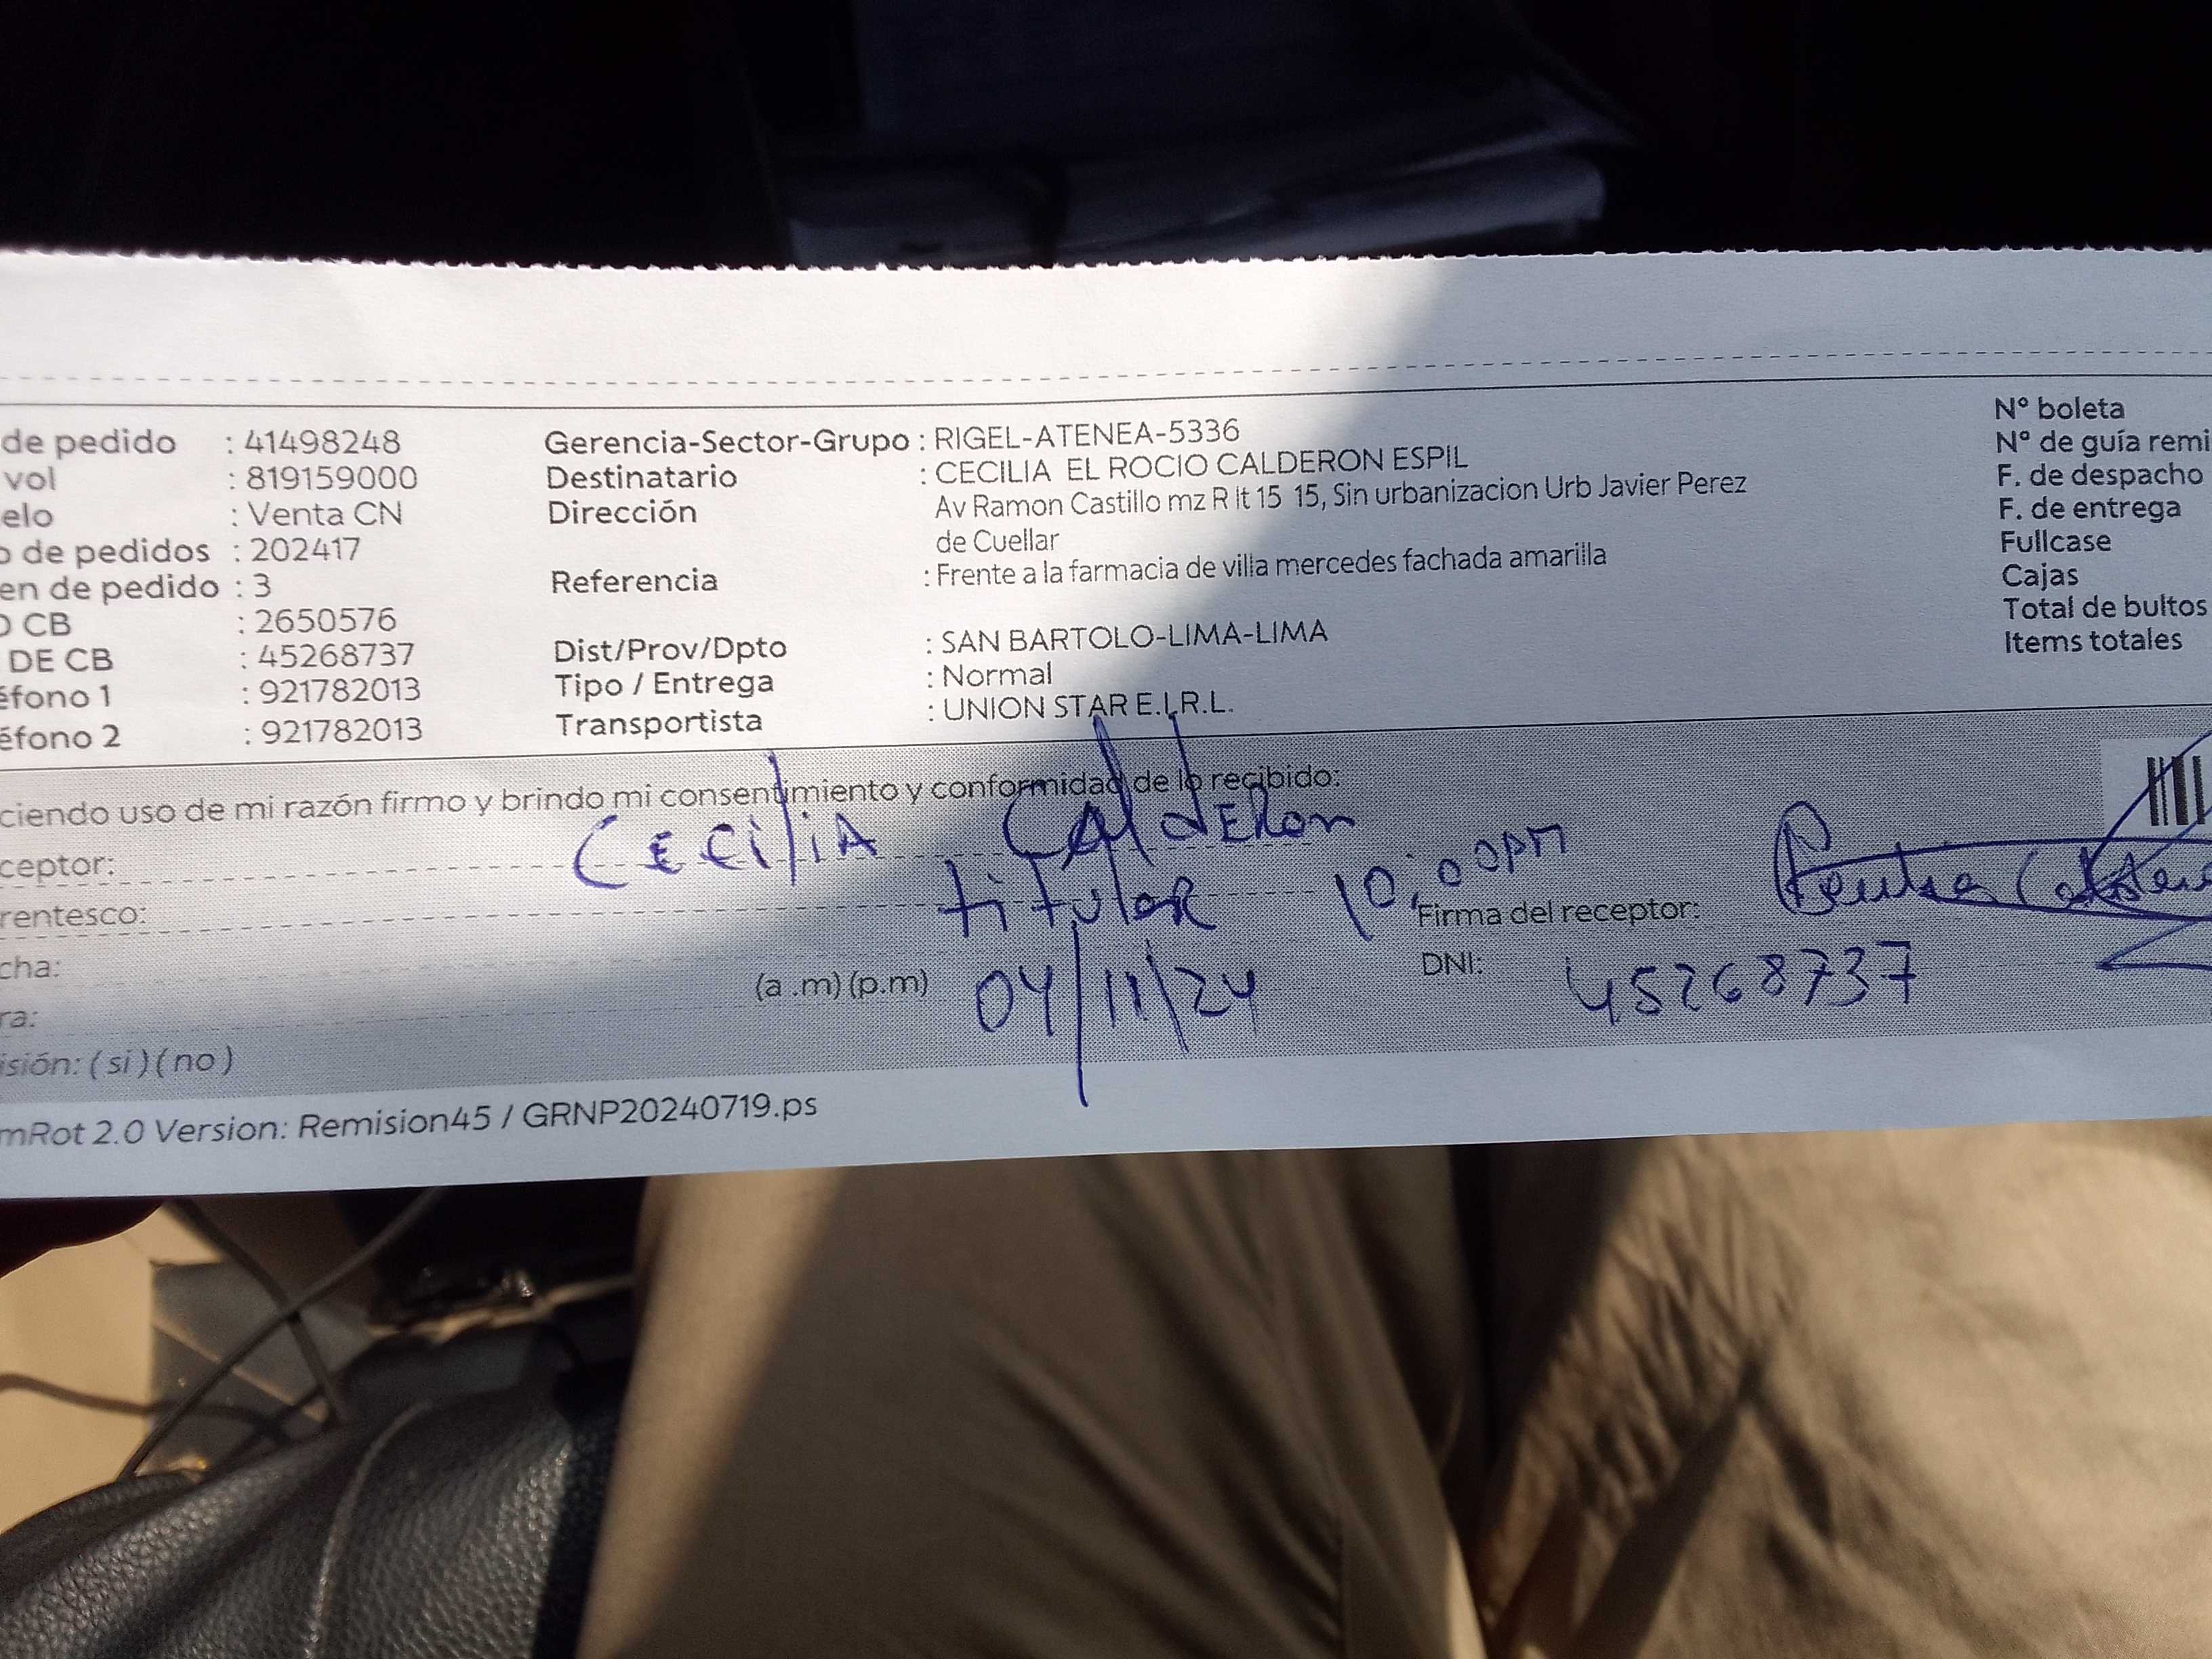 de pedido : 41498248
vol : 819159000
elo : Venta CN
o de pedidos : 202417
en de pedido : 3
O CB : 2650576
DE CB : 45268737
éfono 1 : 921782013
éfono 2 : 921782013
Gerencia-Sector-Grupo : RIGEL-ATENEA-5336
Destinatario : CECILIA EL ROCIO CALDERON ESPIL
Dirección Av Ramon Castillo mz R lt 15 15, Sin urbanizacion Urb Javier Perez
de Cuellar
Referencia : Frente a la farmacia de villa mercedes fachada amarilla
Dist/Prov/Dpto : SAN BARTOLO-LIMA-LIMA
Tipo / Entrega : Normal
Transportista : UNION STAR E.I.R.L.
Nº boleta
Nº de guía remi
F. de despacho
F. de entrega
Fullcase
Cajas
Total de bultos
Items totales
ciendo uso de mi razón firmo y brindo mi consentimiento y conformidad de lo recibido:
ceptor: CECiliA CAldERon
rentesco: titulaR 10:00pm
Firma del receptor: Calderon
cha:
(a .m) (p.m) 04/11/24
DNI: 45268737
ra:
isión: ( sí ) ( no )
mRot 2.0 Version: Remision45 / GRNP20240719.ps